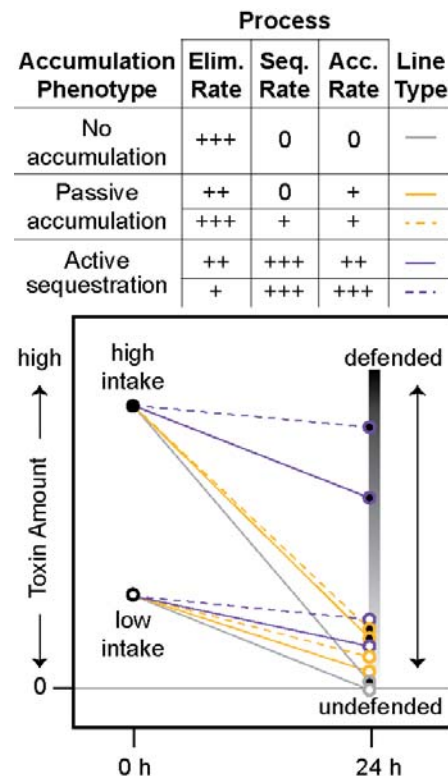 Process
Accumulation Phenotype Elim. Rate Seq. Rate Acc. Rate Line Type
No accumulation +++ 0 0
Passive accumulation ++ 0 +
+++ + +
Active sequestration ++ +++ ++
+ +++ +++
high
high intake
defended
Toxin Amount
low intake
0
undefended
0 h
24 h